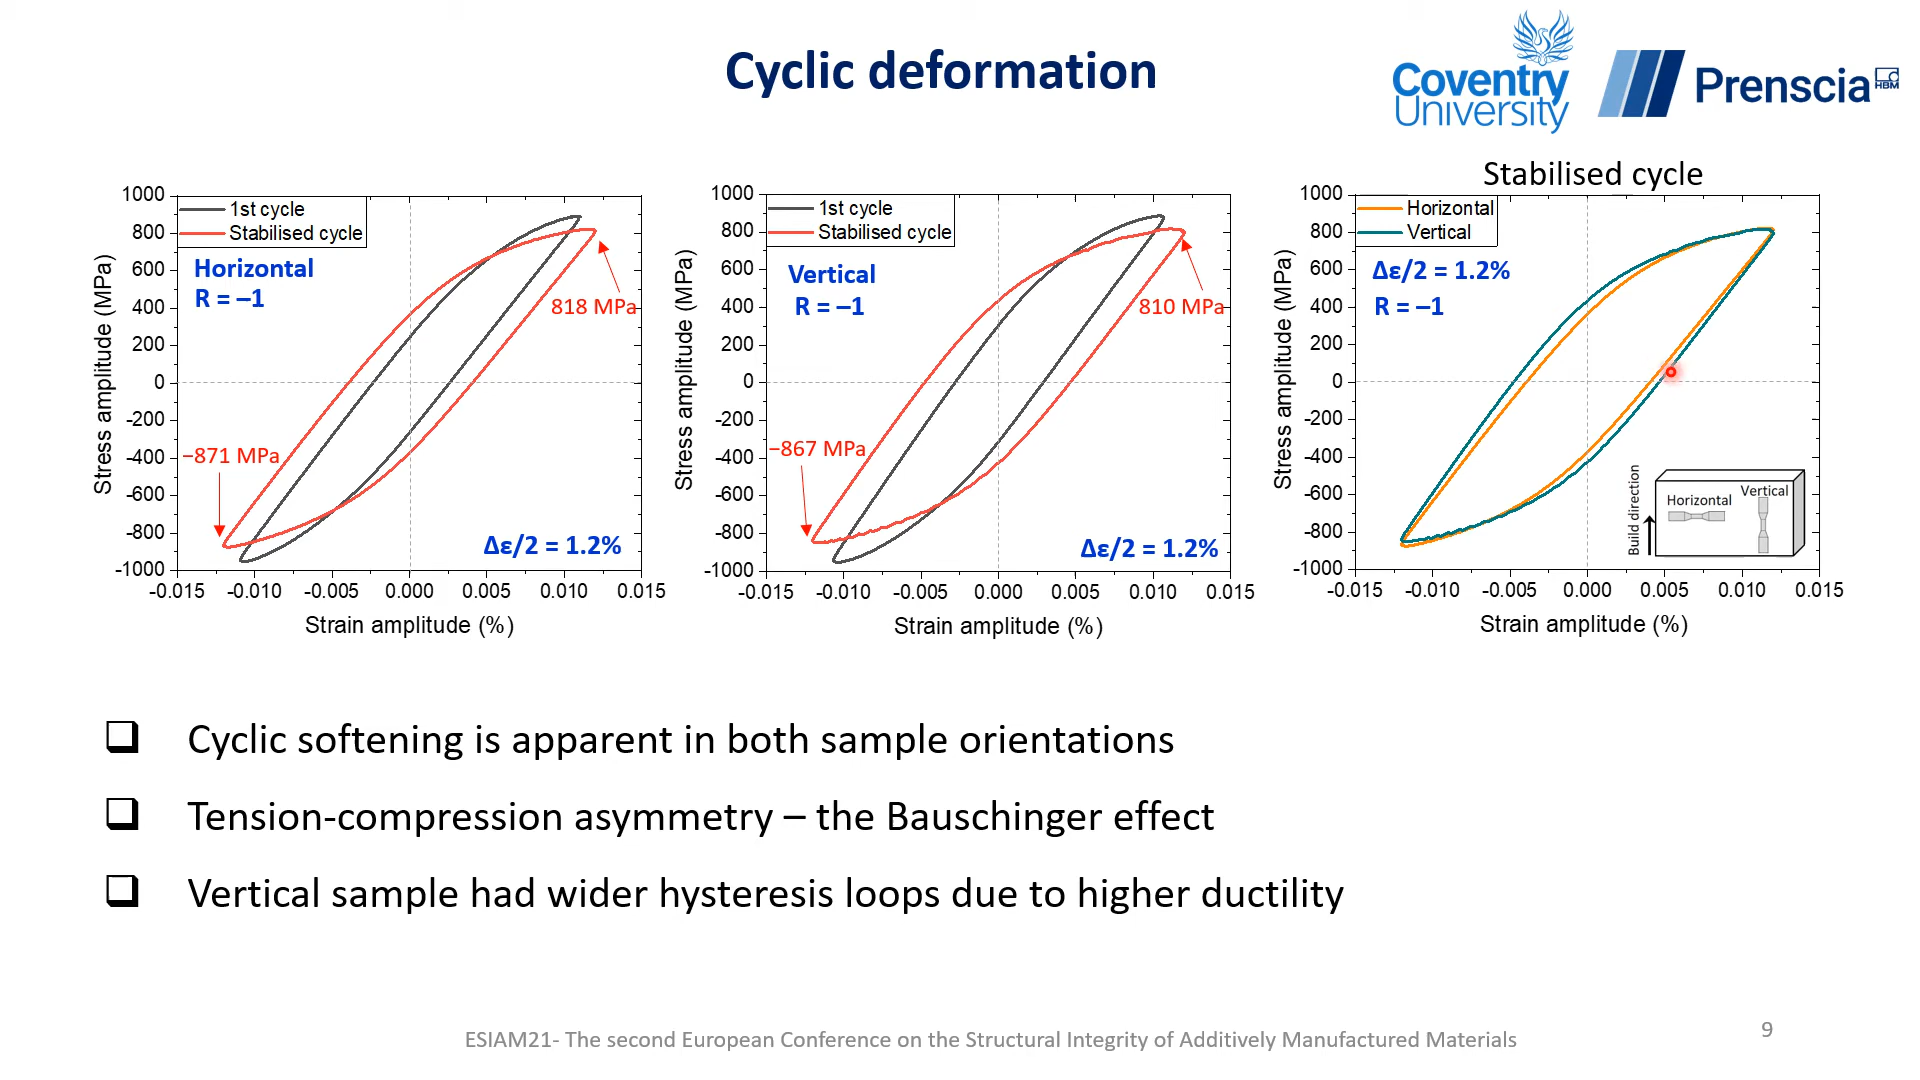 Cyclic deformation
Coventry
University
Prenscia
HBM
Stabilised cycle
1000
800
600
400
200
0
-200
-400
-600
-800
-1000
Stress amplitude (MPa)
1st cycle
Stabilised cycle
Horizontal
R = –1
818 MPa
−871 MPa
Δε/2 = 1.2%
-0.015 -0.010 -0.005 0.000 0.005 0.010 0.015
Strain amplitude (%)
1000
800
600
400
200
0
-200
-400
-600
-800
-1000
Stress amplitude (MPa)
1st cycle
Stabilised cycle
Vertical
R = –1
810 MPa
−867 MPa
Δε/2 = 1.2%
-0.015 -0.010 -0.005 0.000 0.005 0.010 0.015
Strain amplitude (%)
1000
800
600
400
200
0
-200
-400
-600
-800
-1000
Stress amplitude (MPa)
Horizontal
Vertical
Δε/2 = 1.2%
R = –1
Build direction
Horizontal
Vertical
-0.015 -0.010 -0.005 0.000 0.005 0.010 0.015
Strain amplitude (%)
Cyclic softening is apparent in both sample orientations
Tension-compression asymmetry – the Bauschinger effect
Vertical sample had wider hysteresis loops due to higher ductility
ESIAM21- The second European Conference on the Structural Integrity of Additively Manufactured Materials
9